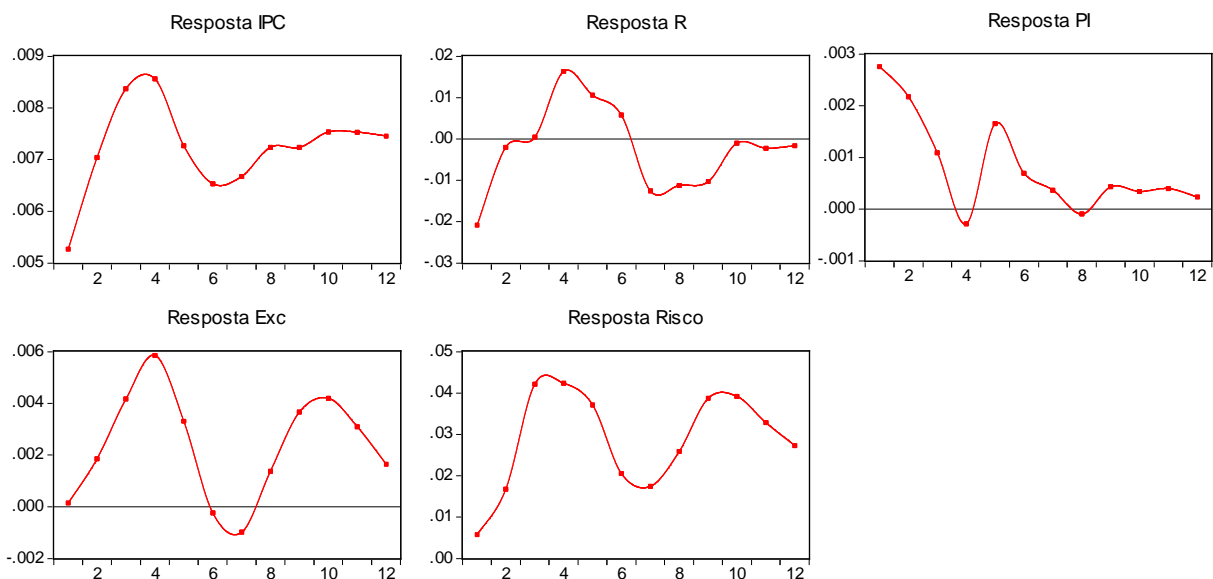 Resposta IPC
.009
.008
.007
.006
.005
2 4 6 8 10 12
Resposta R
.02
.01
.00
-.01
-.02
-.03
2 4 6 8 10 12
Resposta PI
.003
.002
.001
.000
-.001
2 4 6 8 10 12
Resposta Exc
.006
.004
.002
.000
-.002
2 4 6 8 10 12
Resposta Risco
.05
.04
.03
.02
.01
.00
2 4 6 8 10 12